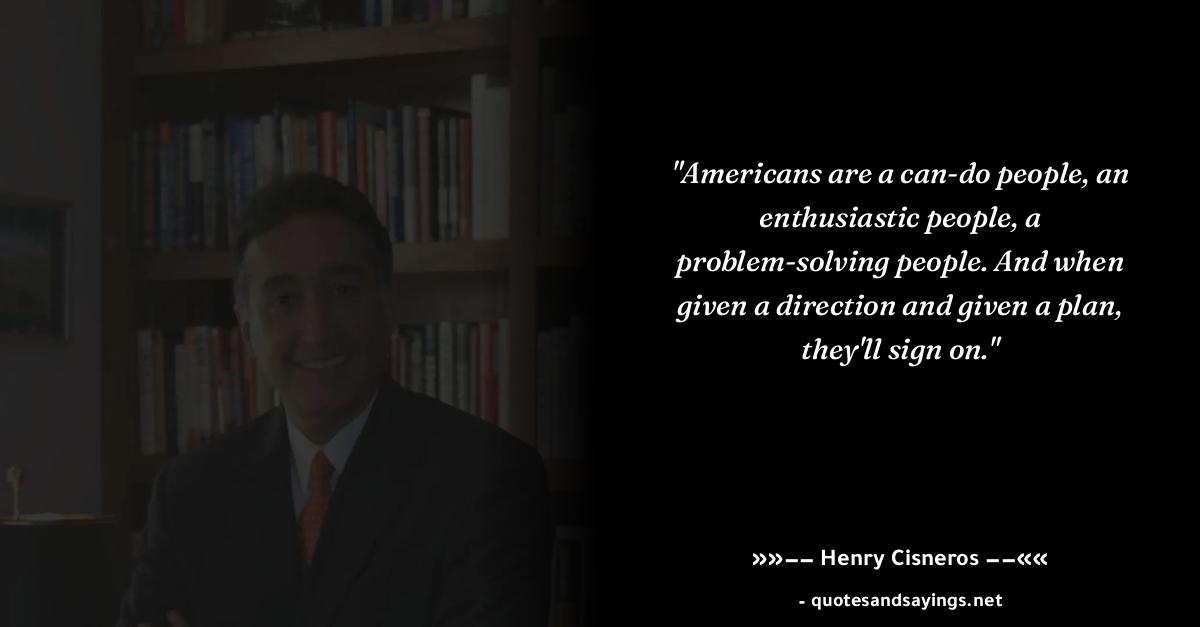 "Americans are a can-do people, an
enthusiastic people, a
problem-solving people. And when
given a direction and given a plan,
they'll sign on."
»»−− Henry Cisneros −−««
- quotesandsayings.net